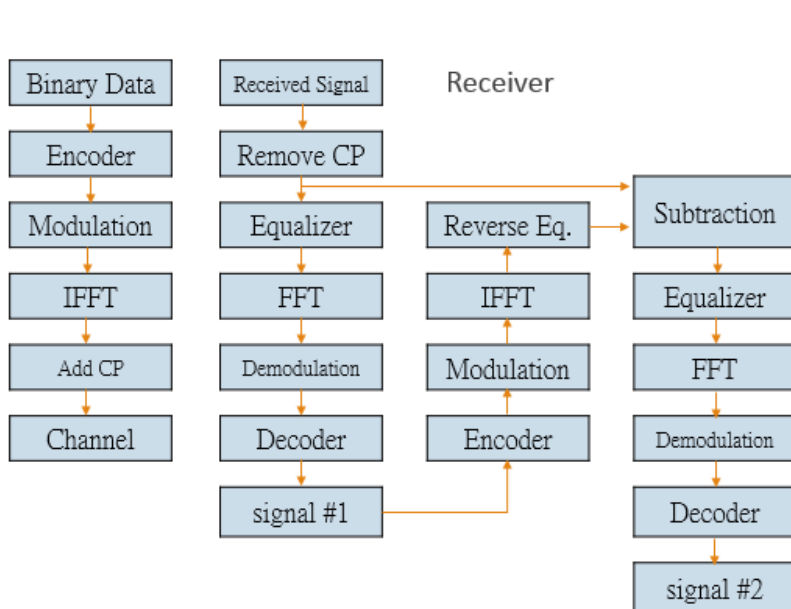 Receiver
Binary Data
Encoder
Modulation
IFFT
Add CP
Channel
Received Signal
Remove CP
Equalizer
FFT
Demodulation
Decoder
signal #1
Reverse Eq.
IFFT
Modulation
Encoder
Subtraction
Equalizer
FFT
Demodulation
Decoder
signal #2